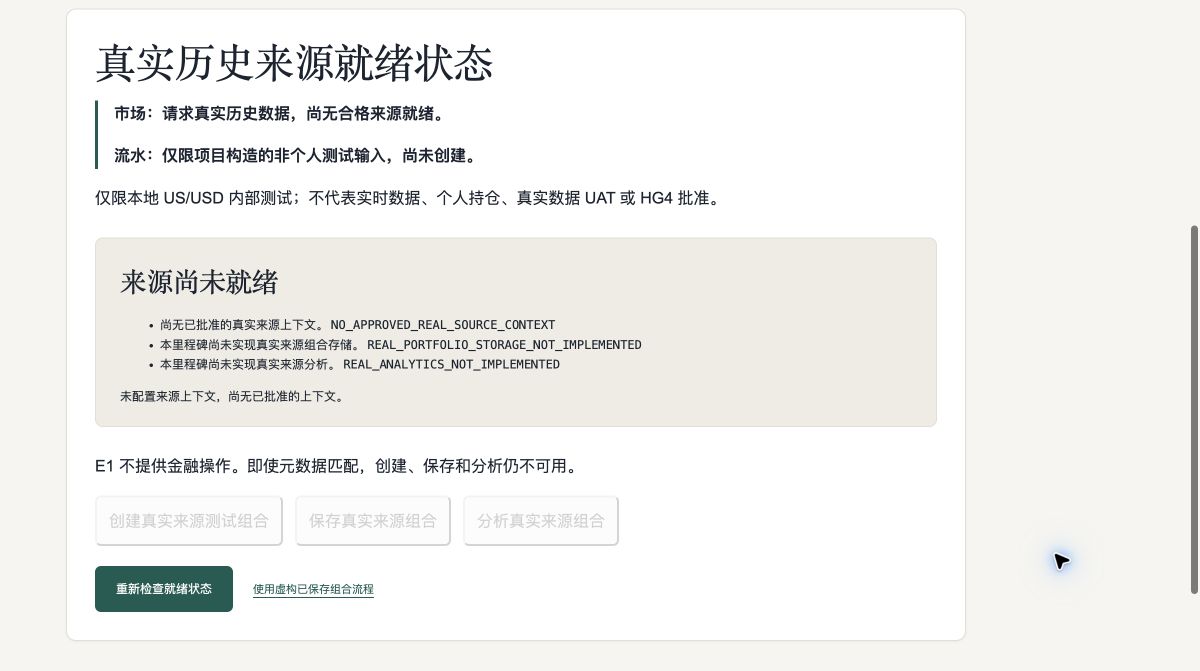 真实历史来源就绪状态
市场：请求真实历史数据，尚无合格来源就绪。
流水：仅限项目构造的非个人测试输入，尚未创建。
仅限本地 US/USD 内部测试；不代表实时数据、个人持仓、真实数据 UAT 或 HG4 批准。
来源尚未就绪
• 尚无已批准的真实来源上下文。 NO_APPROVED_REAL_SOURCE_CONTEXT
• 本里程碑尚未实现真实来源组合存储。 REAL_PORTFOLIO_STORAGE_NOT_IMPLEMENTED
• 本里程碑尚未实现真实来源分析。 REAL_ANALYTICS_NOT_IMPLEMENTED
未配置来源上下文，尚无已批准的上下文。
E1 不提供金融操作。即使元数据匹配，创建、保存和分析仍不可用。
创建真实来源测试组合 保存真实来源组合 分析真实来源组合
重新检查就绪状态 使用虚构已保存组合流程